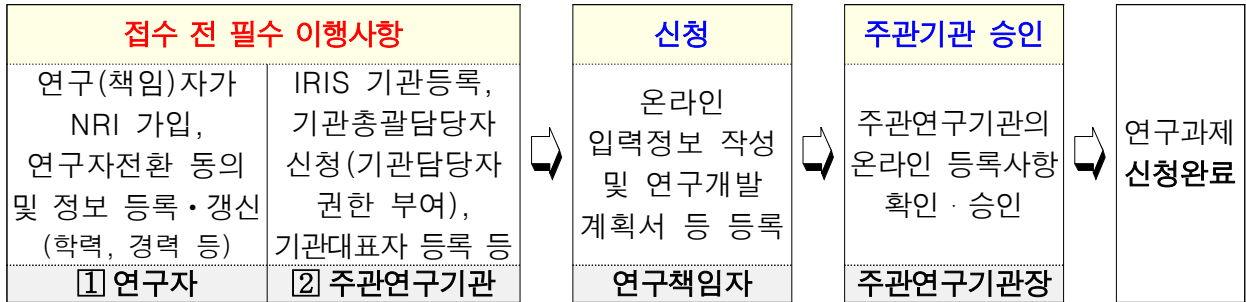 접수 전 필수 이행사항
연구(책임)자가
NRI 가입,
연구자전환 동의
및 정보 등록•갱신
(학력, 경력 등)
1 연구자
IRIS 기관등록,
기관총괄담당자
신청(기관담당자
권한 부여),
기관대표자 등록 등
2 주관연구기관
신청
온라인
입력정보 작성
및 연구개발
계획서 등 등록
연구책임자
주관기관 승인
주관연구기관의
온라인 등록사항
확인 · 승인
주관연구기관장
연구과제
신청완료